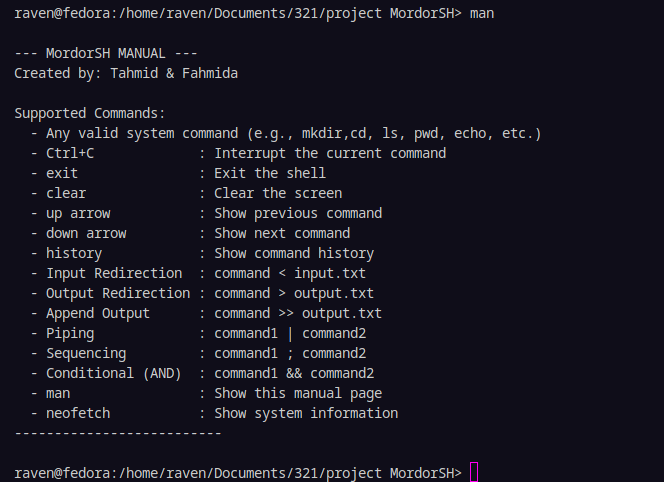 raven@fedora:/home/raven/Documents/321/project MordorSH> man
--- MordorSH MANUAL ---
Created by: Tahmid & Fahmida
Supported Commands:
- Any valid system command (e.g., mkdir,cd, ls, pwd, echo, etc.)
- Ctrl+C : Interrupt the current command
- exit : Exit the shell
- clear : Clear the screen
- up arrow : Show previous command
- down arrow : Show next command
- history : Show command history
- Input Redirection : command < input.txt
- Output Redirection : command > output.txt
- Append Output : command >> output.txt
- Piping : command1 | command2
- Sequencing : command1 ; command2
- Conditional (AND) : command1 && command2
- man : Show this manual page
- neofetch : Show system information
--------------------------
raven@fedora:/home/raven/Documents/321/project MordorSH>